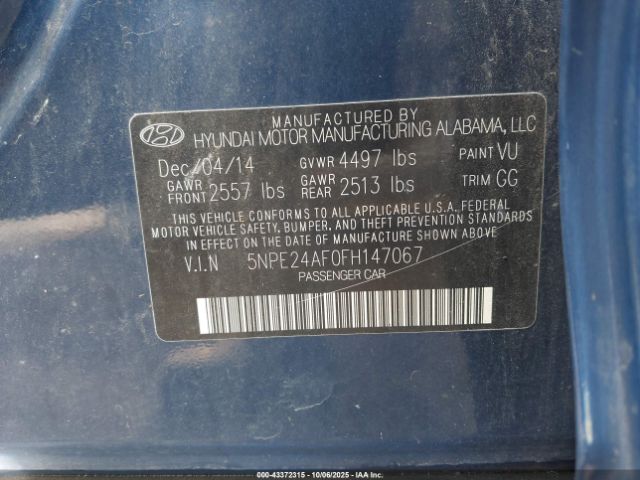 MANUFACTURED BY
HYUNDAI MOTOR MANUFACTURING ALABAMA, LLC
Dec/04/14 GVWR 4497 lbs PAINT VU
GAWR FRONT 2557 lbs GAWR REAR 2513 lbs TRIM GG
THIS VEHICLE CONFORMS TO ALL APPLICABLE U.S.A. FEDERAL
MOTOR VEHICLE SAFETY, BUMPER, AND THEFT PREVENTION STANDARDS
IN EFFECT ON THE DATE OF MANUFACTURE SHOWN ABOVE.
V.I.N 5NPE24AF0FH147067
PASSENGER CAR
© 43372315 - 10/06/2025 - IAA Holdings, LLC